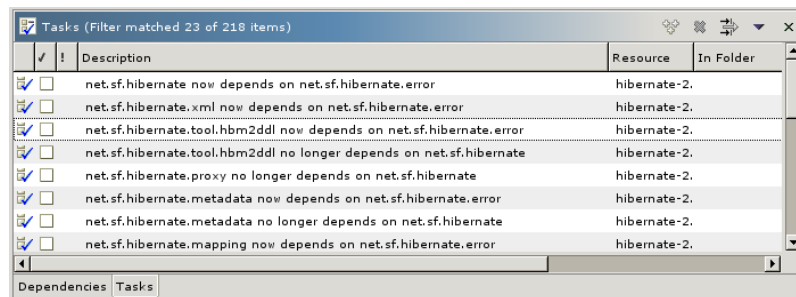 Tasks (Filter matched 23 of 218 items)
✓ ! Description Resource In Folder
net.sf.hibernate now depends on net.sf.hibernate.error hibernate-2.
net.sf.hibernate.xml now depends on net.sf.hibernate.error hibernate-2.
net.sf.hibernate.tool.hbm2ddl now depends on net.sf.hibernate.error hibernate-2.
net.sf.hibernate.tool.hbm2ddl no longer depends on net.sf.hibernate hibernate-2.
net.sf.hibernate.proxy no longer depends on net.sf.hibernate hibernate-2.
net.sf.hibernate.metadata now depends on net.sf.hibernate.error hibernate-2.
net.sf.hibernate.metadata no longer depends on net.sf.hibernate hibernate-2.
net.sf.hibernate.mapping now depends on net.sf.hibernate.error hibernate-2.
Dependencies Tasks